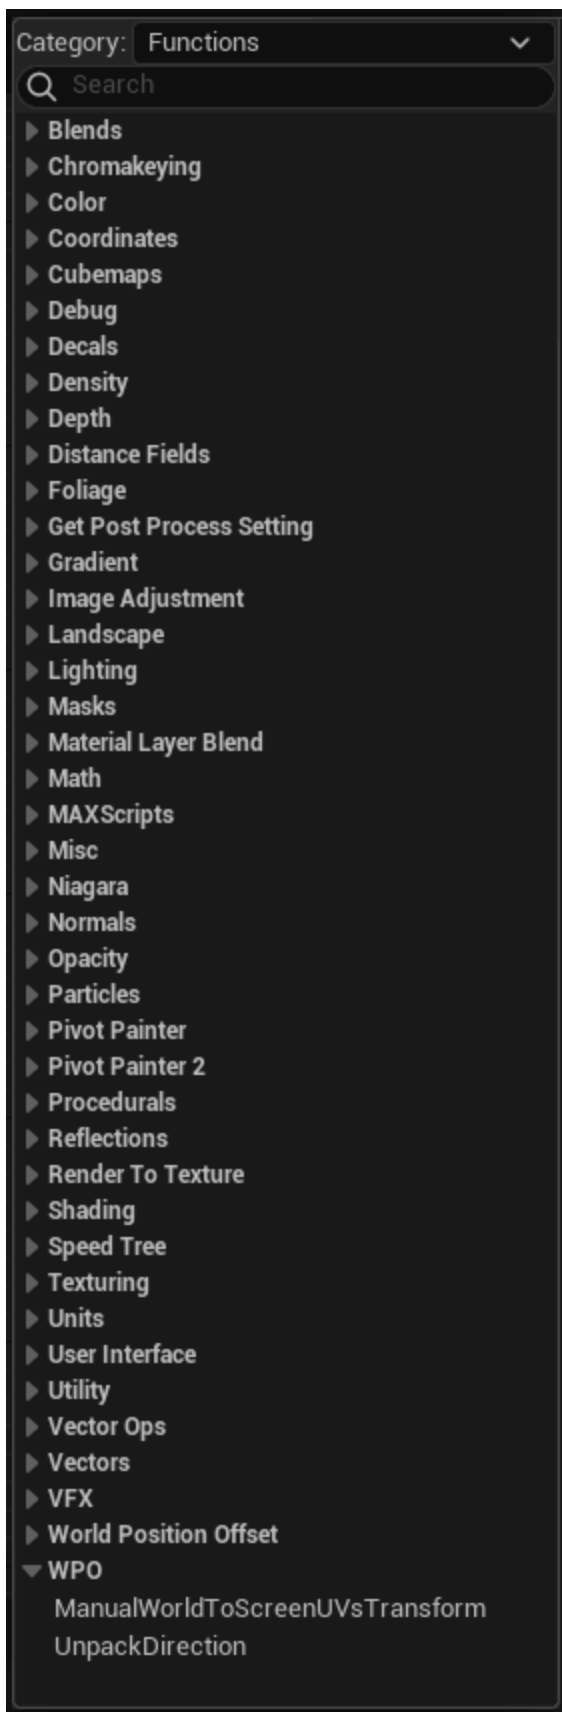 Category: Functions
Search
Blends
Chromakeying
Color
Coordinates
Cubemaps
Debug
Decals
Density
Depth
Distance Fields
Foliage
Get Post Process Setting
Gradient
Image Adjustment
Landscape
Lighting
Masks
Material Layer Blend
Math
MAXScripts
Misc
Niagara
Normals
Opacity
Particles
Pivot Painter
Pivot Painter 2
Procedurals
Reflections
Render To Texture
Shading
Speed Tree
Texturing
Units
User Interface
Utility
Vector Ops
Vectors
VFX
World Position Offset
WPO
ManualWorldToScreenUVsTransform
UnpackDirection